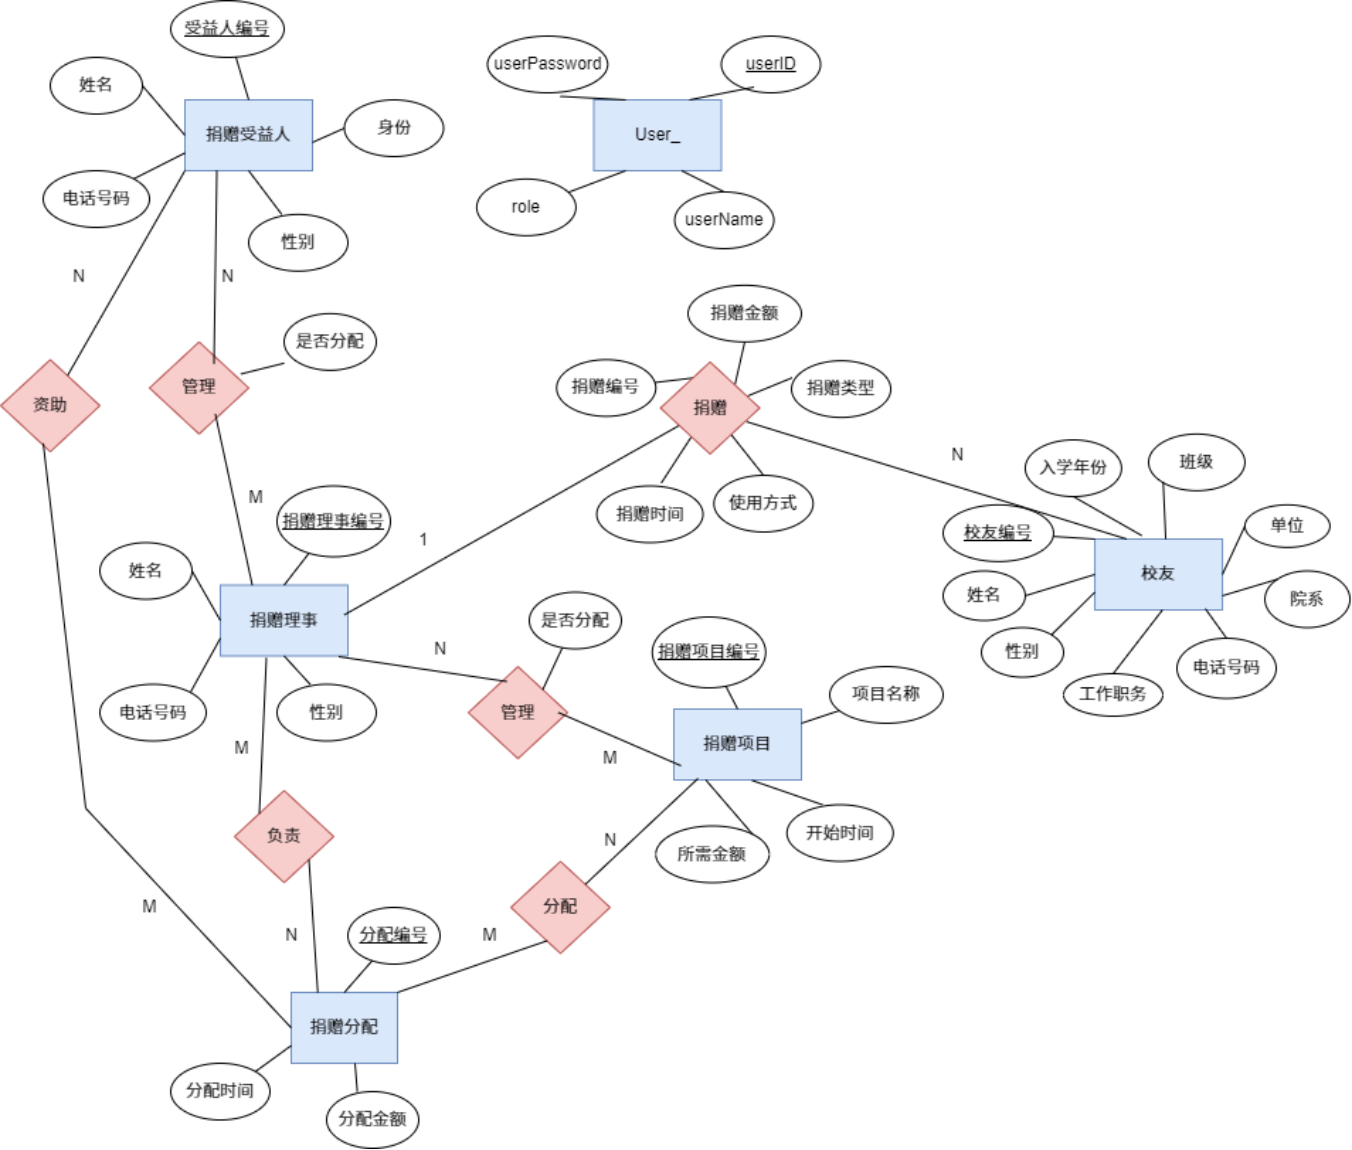 受益人编号
姓名
捐赠受益人
身份
电话号码
性别
userPassword
userID
User_
role
userName
N
N
是否分配
资助
管理
捐赠金额
捐赠编号
捐赠
捐赠类型
捐赠时间
使用方式
N
M
1
入学年份
班级
校友编号
单位
校友
姓名
院系
性别
电话号码
工作职务
捐赠理事编号
姓名
捐赠理事
电话号码
性别
N
是否分配
管理
M
捐赠项目编号
项目名称
捐赠项目
所需金额
开始时间
M
负责
N
N
分配
M
M
分配编号
捐赠分配
分配时间
分配金额